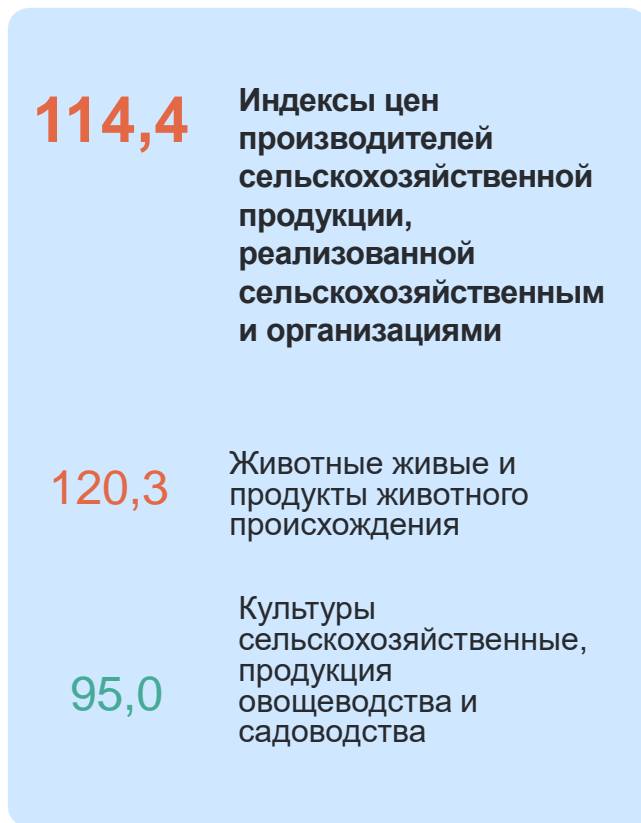 114,4
Индексы цен
производителей
сельскохозяйственной
продукции,
реализованной
сельскохозяйственным
и организациями
120,3
Животные живые и
продукты животного
происхождения
95,0
Культуры
сельскохозяйственные,
продукция
овощеводства и
садоводства